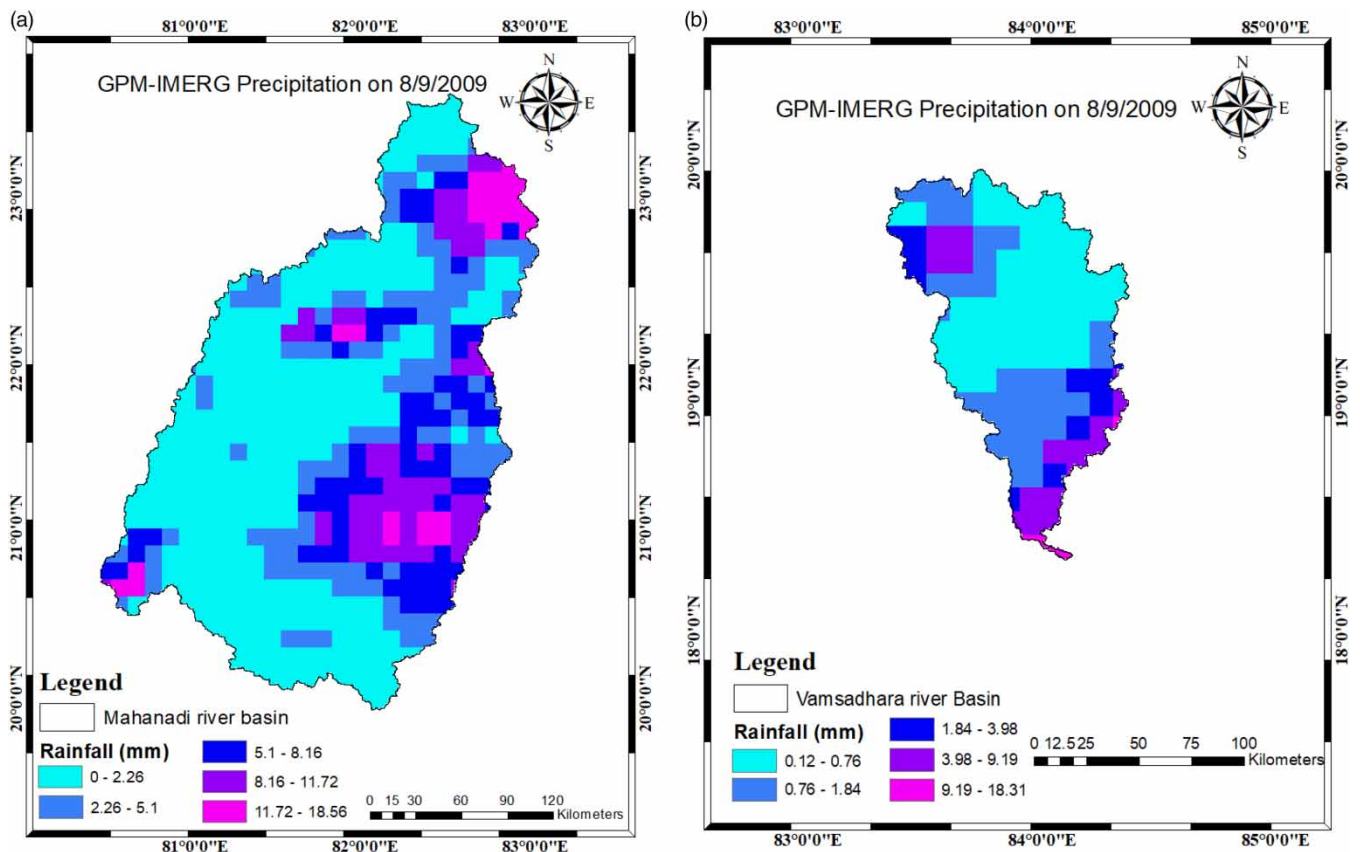 (a)
81°0'0"E 82°0'0"E 83°0'0"E
GPM-IMERG Precipitation on 8/9/2009
N
W E
S
23°0'0"N 23°0'0"N
22°0'0"N 22°0'0"N
21°0'0"N 21°0'0"N
20°0'0"N 20°0'0"N
Legend
Mahanadi river basin
Rainfall (mm)
0 - 2.26
2.26 - 5.1
5.1 - 8.16
8.16 - 11.72
11.72 - 18.56
0 15 30 60 90 120
Kilometers
81°0'0"E 82°0'0"E 83°0'0"E
(b)
83°0'0"E 84°0'0"E 85°0'0"E
GPM-IMERG Precipitation on 8/9/2009
N
W E
S
20°0'0"N 20°0'0"N
19°0'0"N 19°0'0"N
18°0'0"N 18°0'0"N
Legend
Vamsadhara river Basin
Rainfall (mm)
0.12 - 0.76
0.76 - 1.84
1.84 - 3.98
3.98 - 9.19
9.19 - 18.31
0 12.525 50 75 100
Kilometers
83°0'0"E 84°0'0"E 85°0'0"E